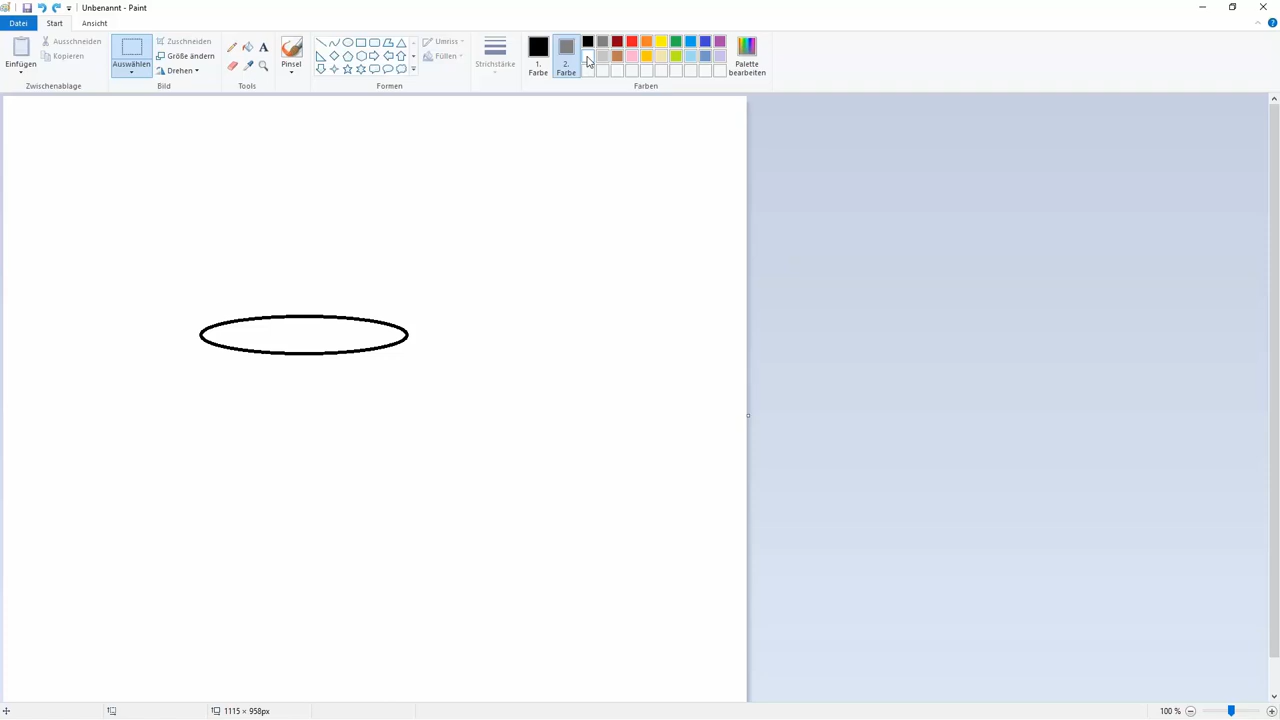 Unbenannt - Paint
Datei Start Ansicht
Einfügen
Ausschneiden
Kopieren
Zwischenablage
Auswählen
Zuschneiden
Größe ändern
Drehen
Bild
A
Tools
Pinsel
Umriss
Füllen
Formen
Strichstärke
1.
Farbe
2.
Farbe
Palette
bearbeiten
Farben
1115 × 958px
100 %